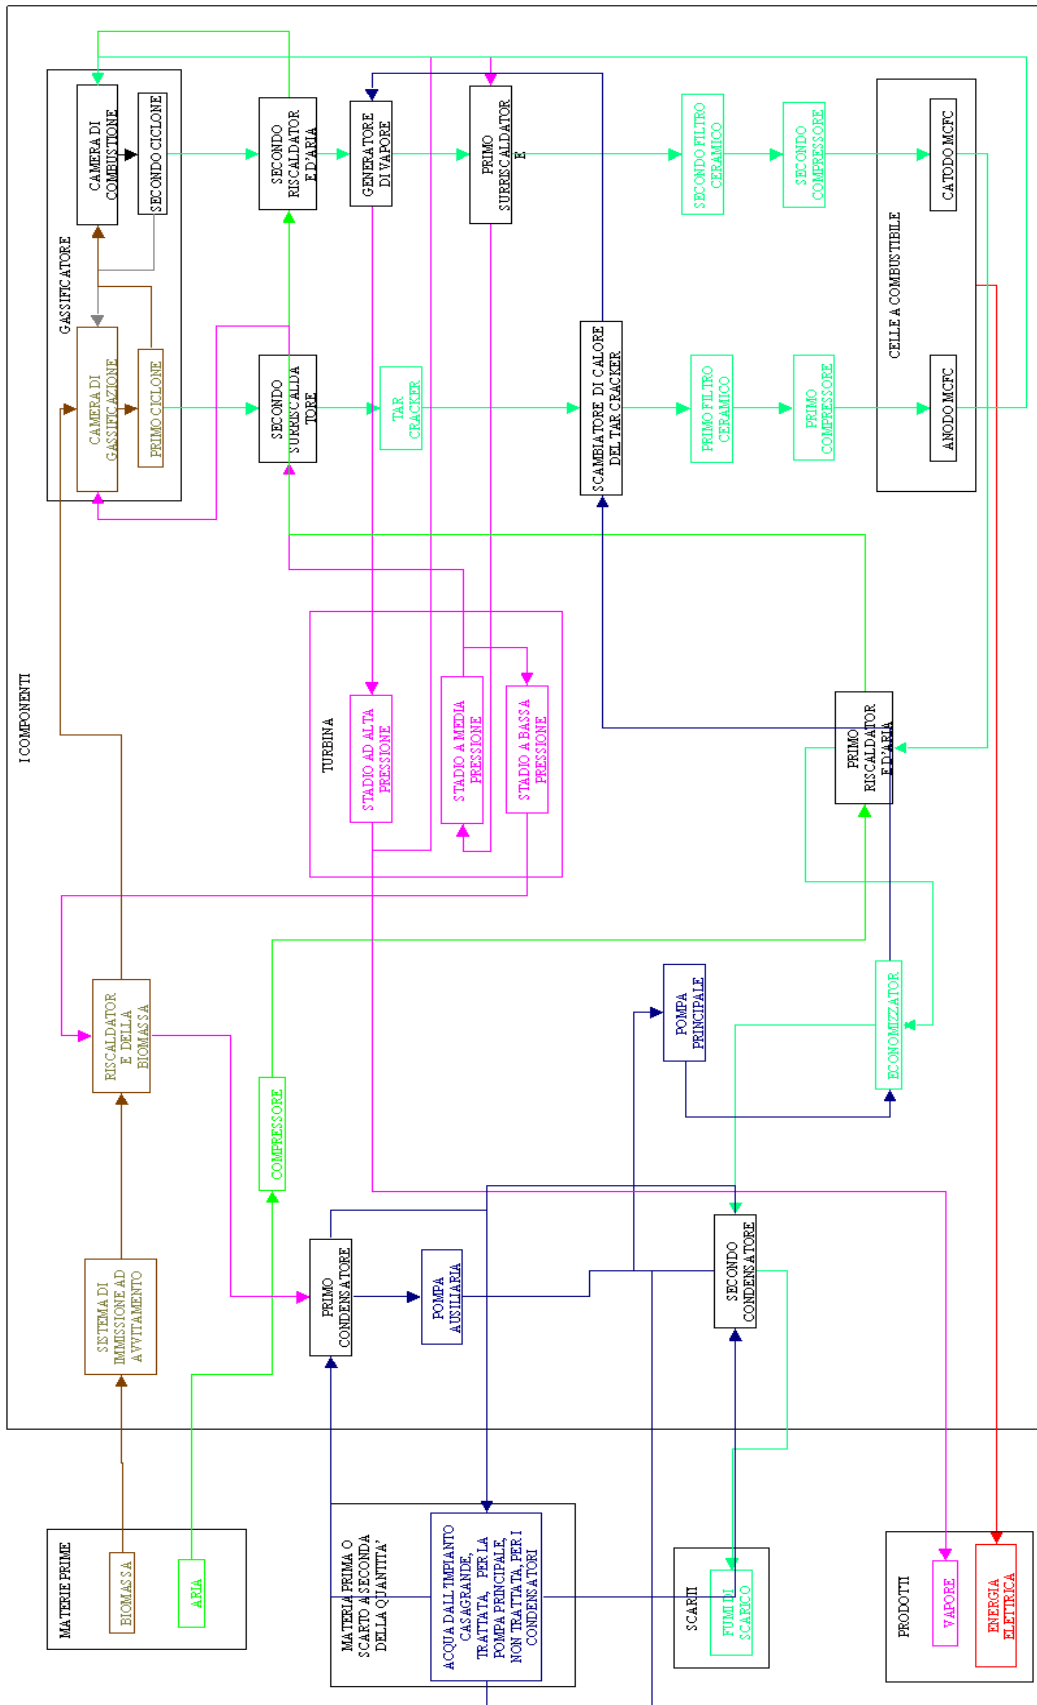 I COMPONENTI
GASSIFICATORE
CAMERA DI
COMBUSTIONE
SECONDO CICLONE
CAMERA DI
GASSIFICAZIONE
PRIMO CICLONE
SECONDO
RISCALDATOR
E D'ARIA
GENERATORE
DI VAPORE
PRIMO
SURRISCALDATOR
E
SECONDO FILTRO
CERAMICO
SECONDO
COMPRESSORE
CELLE A COMBUSTIBILE
CATODO MCFC
ANODO MCFC
SECONDO
SURRISCALDA
TORE
TAR
CRACKER
SCAMBIATORE DI CALORE
DEL TAR CRACKER
PRIMO FILTRO
CERAMICO
PRIMO
COMPRESSORE
TURBINA
STADIO AD ALTA
PRESSIONE
STADIO A MEDIA
PRESSIONE
STADIO A BASSA
PRESSIONE
PRIMO
RISCALDATOR
E D'ARIA
RISCALDATOR
E DELLA
BIOMASSA
COMPRESSORE
POMPA
PRINCIPALE
ECONOMIZZATOR
SISTEMA DI
IMMISSIONE AD
AVVITAMENTO
PRIMO
CONDENSATORE
POMPA
AUSILIARIA
SECONDO
CONDENSATORE
MATERIE PRIME
BIOMASSA
ARIA
MATERIA PRIMA O
SCARTO A SECONDA
DELLA QUANTITA'
ACQUA DALL'IMPIANTO
CASAGRANDE,
TRATTATA, PER LA
POMPA PRINCIPALE,
NON TRATTATA, PER I
CONDENSATORI
SCARTI
FUMI DI
SCARICO
PRODOTTI
VAPORE
ENERGIA
ELETTRICA